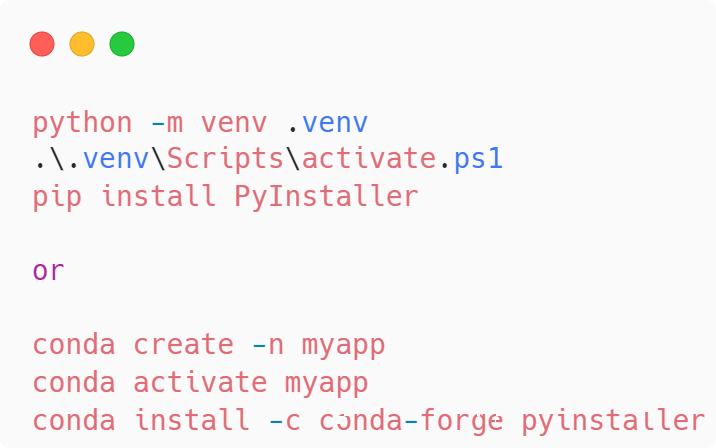 python -m venv .venv
.\.venv\Scripts\activate.ps1
pip install PyInstaller
or
conda create -n myapp
conda activate myapp
conda install -c conda-forge pyinstaller